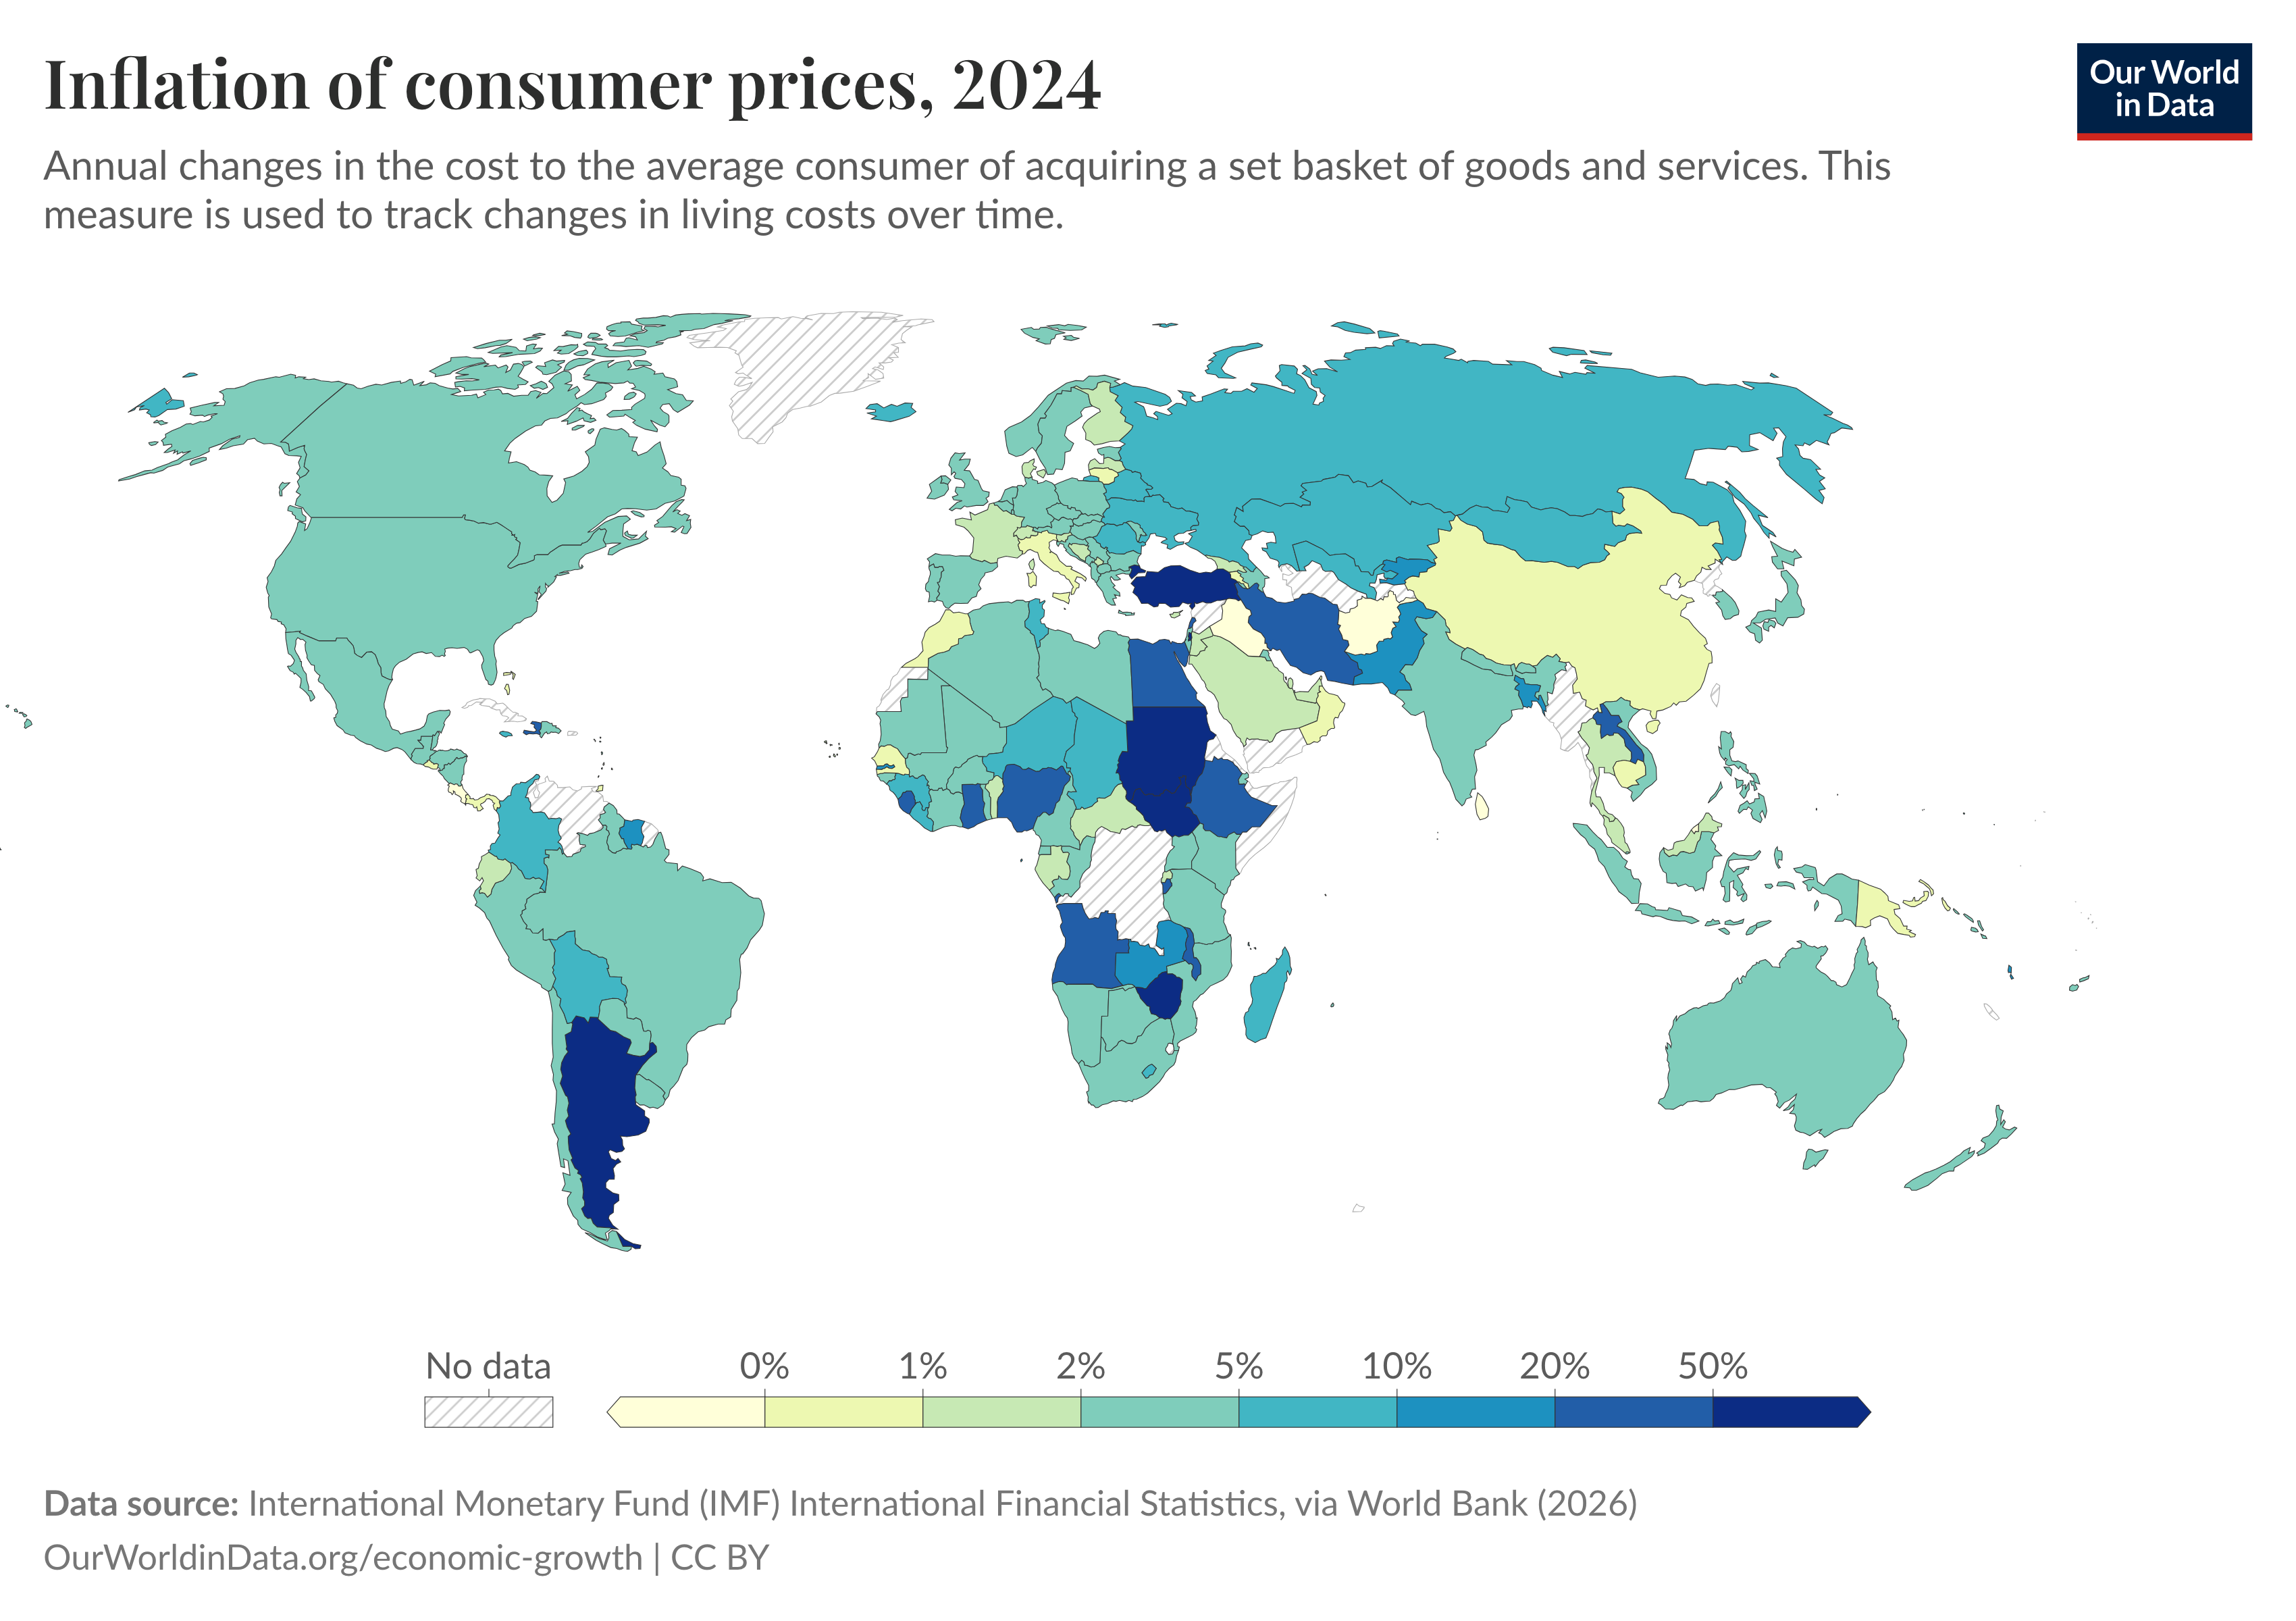 Inflation of consumer prices, 2024
Our World
in Data
Annual changes in the cost to the average consumer of acquiring a set basket of goods and services. This
measure is used to track changes in living costs over time.
No data
0%
1%
2%
5%
10%
20%
50%
Data source: International Monetary Fund (IMF) International Financial Statistics, via World Bank (2026)
OurWorldinData.org/economic-growth | CC BY